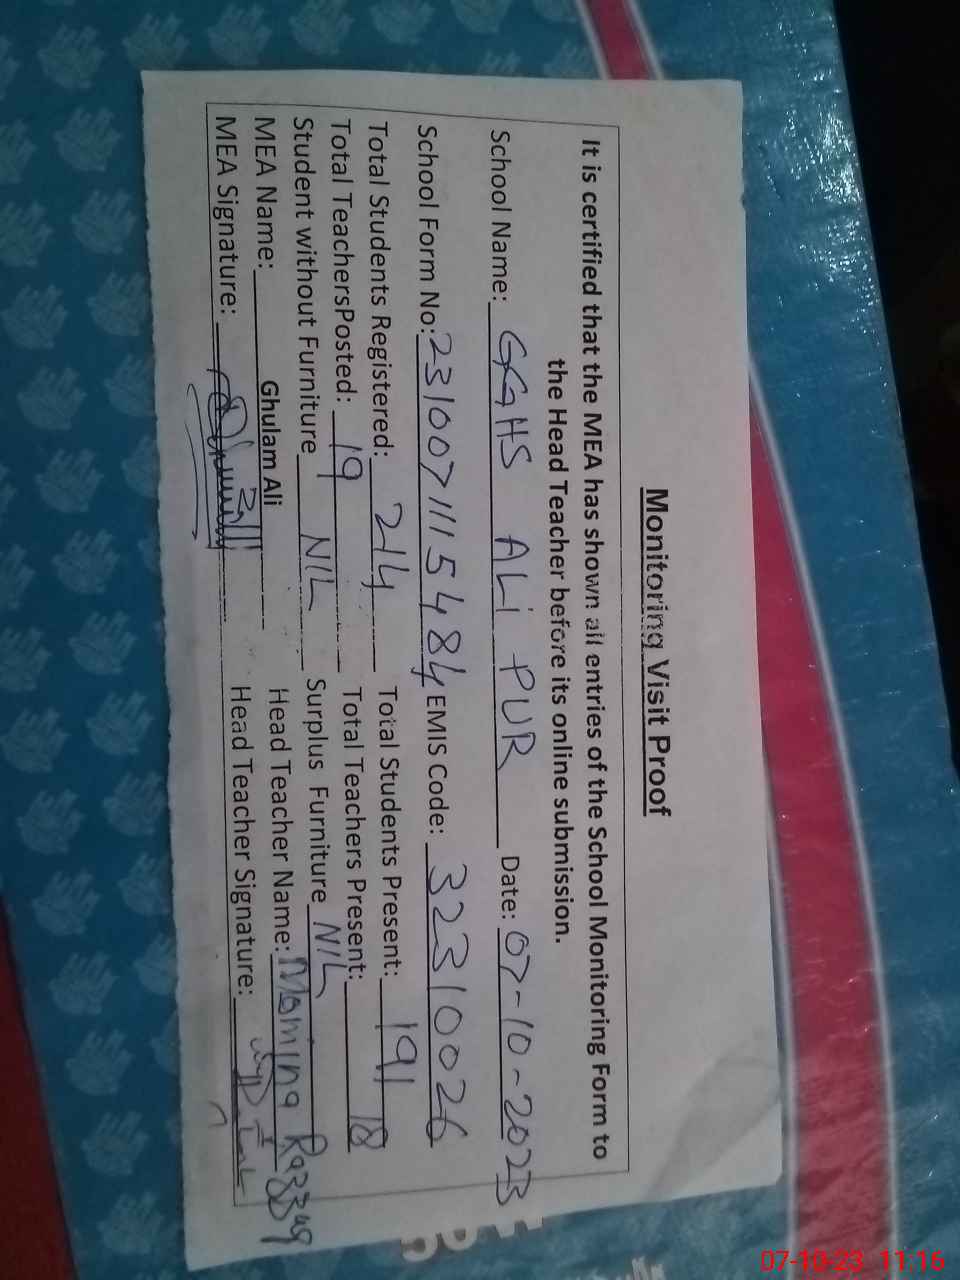 Monitoring Visit Proof
It is certified that the MEA has shown all entries of the School Monitoring Form to
the Head Teacher before its online submission.
School Name: GGHS ALI PUR Date: 07-10-2023
School Form No: 23100711115484 EMIS Code: 32310026
Total Students Registered: 214 Total Students Present: 191
Total TeachersPosted: 19 Total Teachers Present: 18
Student without Furniture NIL Surplus Furniture NIL
MEA Name: Ghulam Ali Head Teacher Name: Momina Razzaq
MEA Signature: Head Teacher Signature:
07-10-23 11:16